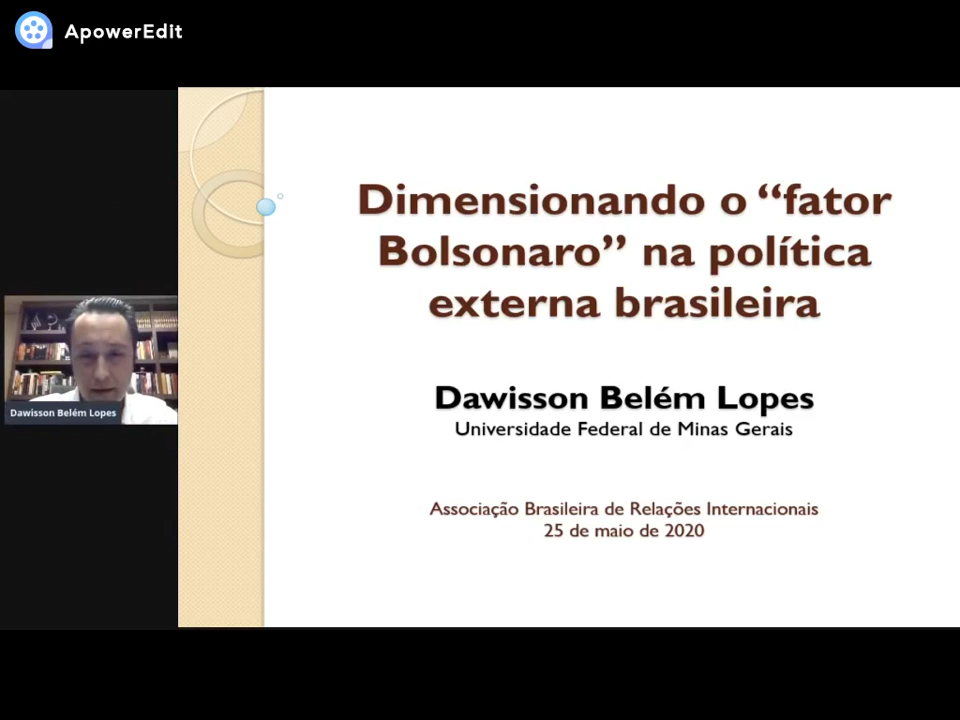 ApowerEdit
Dimensionando o “fator
Bolsonaro” na política
externa brasileira
Dawisson Belém Lopes
Universidade Federal de Minas Gerais
Dawisson Belém Lopes
Associação Brasileira de Relações Internacionais
25 de maio de 2020